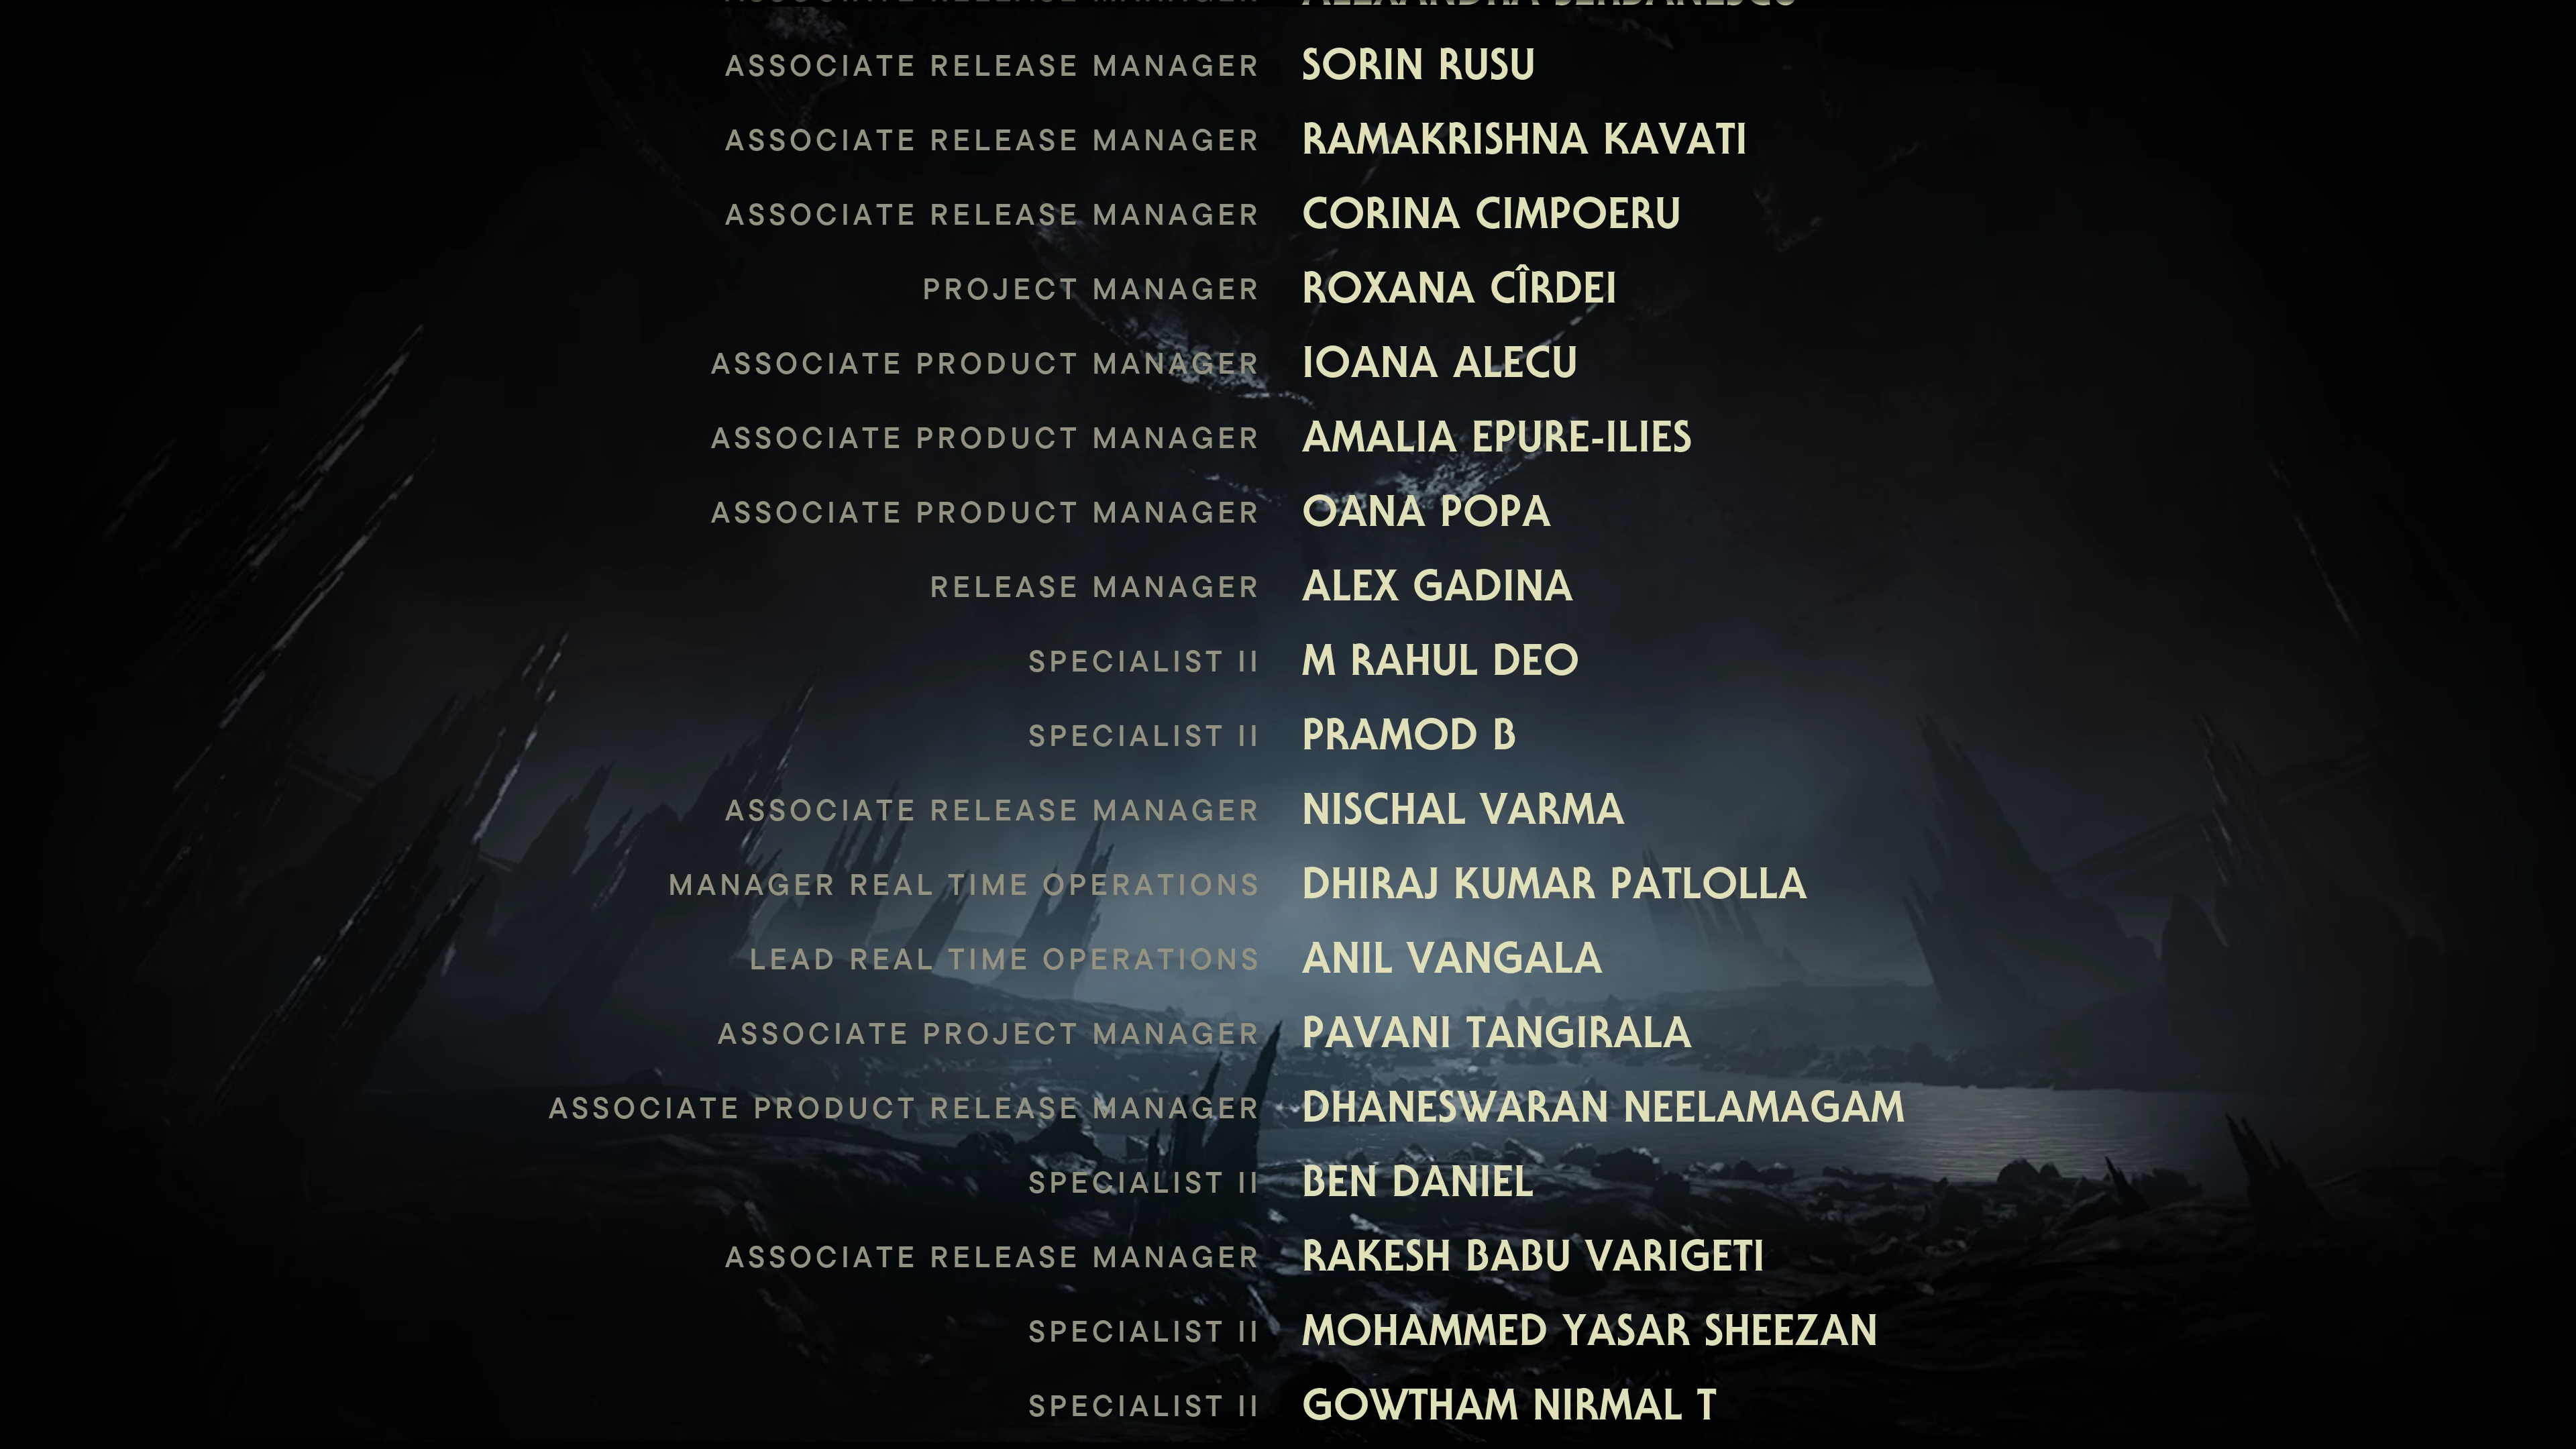 ASSOCIATE RELEASE MANAGER SORIN RUSU
ASSOCIATE RELEASE MANAGER RAMAKRISHNA KAVATI
ASSOCIATE RELEASE MANAGER CORINA CIMPOERU
PROJECT MANAGER ROXANA CÎRDEI
ASSOCIATE PRODUCT MANAGER IOANA ALECU
ASSOCIATE PRODUCT MANAGER AMALIA EPURE-ILIES
ASSOCIATE PRODUCT MANAGER OANA POPA
RELEASE MANAGER ALEX GADINA
SPECIALIST II M RAHUL DEO
SPECIALIST II PRAMOD B
ASSOCIATE RELEASE MANAGER NISCHAL VARMA
MANAGER REAL TIME OPERATIONS DHIRAJ KUMAR PATLOLLA
LEAD REAL TIME OPERATIONS ANIL VANGALA
ASSOCIATE PROJECT MANAGER PAVANI TANGIRALA
ASSOCIATE PRODUCT RELEASE MANAGER DHANESWARAN NEELAMAGAM
SPECIALIST II BEN DANIEL
ASSOCIATE RELEASE MANAGER RAKESH BABU VARIGETI
SPECIALIST II MOHAMMED YASAR SHEEZAN
SPECIALIST II GOWTHAM NIRMAL T